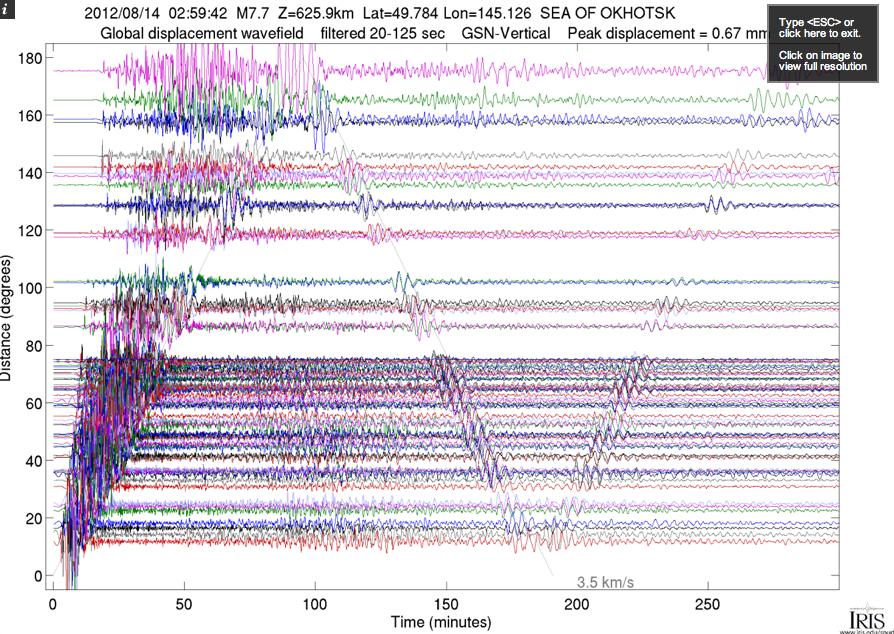 i
2012/08/14 02:59:42 M7.7 Z=625.9km Lat=49.784 Lon=145.126 SEA OF OKHOTSK
Global displacement wavefield filtered 20-125 sec GSN-Vertical Peak displacement = 0.67 mm
Type <ESC> or
click here to exit.
Click on image to
view full resolution
180
160
140
120
100
80
60
40
20
0
Distance (degrees)
3.5 km/s
0 50 100 150 200 250
Time (minutes)
IRIS